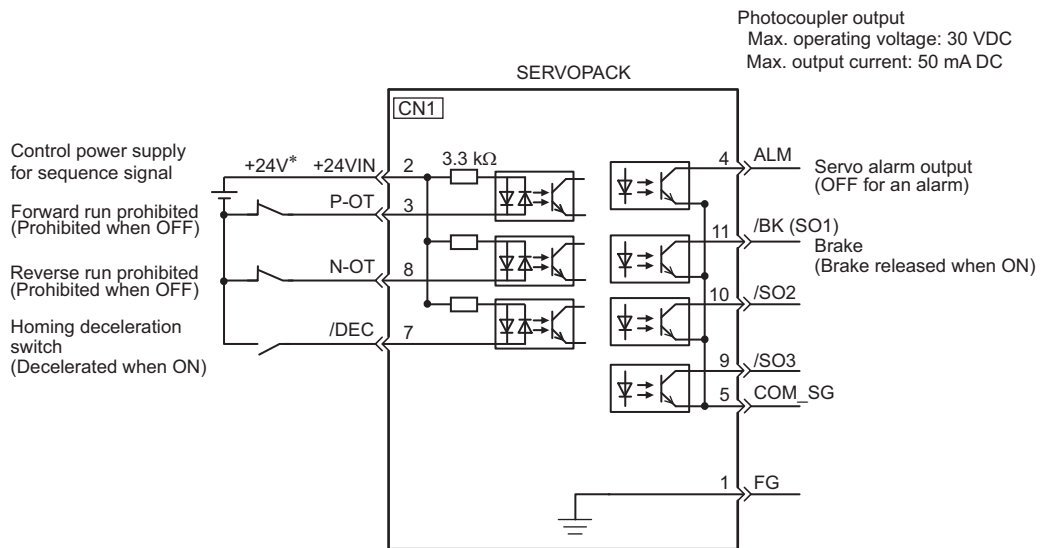 Photocoupler output
Max. operating voltage: 30 VDC
Max. output current: 50 mA DC
SERVOPACK
CN1
Control power supply
for sequence signal
+24V*
+24VIN
2
3.3 kΩ
4
ALM
Servo alarm output
(OFF for an alarm)
Forward run prohibited
(Prohibited when OFF)
P-OT
3
11
/BK (SO1)
Brake
(Brake released when ON)
Reverse run prohibited
(Prohibited when OFF)
N-OT
8
10
/SO2
Homing deceleration
switch
(Decelerated when ON)
/DEC
7
9
/SO3
5
COM_SG
1
FG